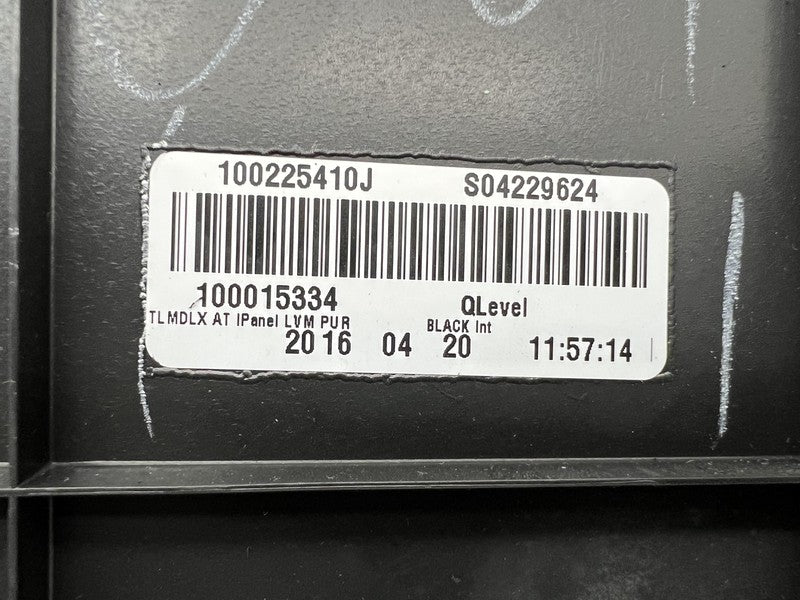 100225410J S04229624
100015334 QLevel
TLMDLX AT IPanel LVM PUR BLACK Int
2016 04 20 11:57:14